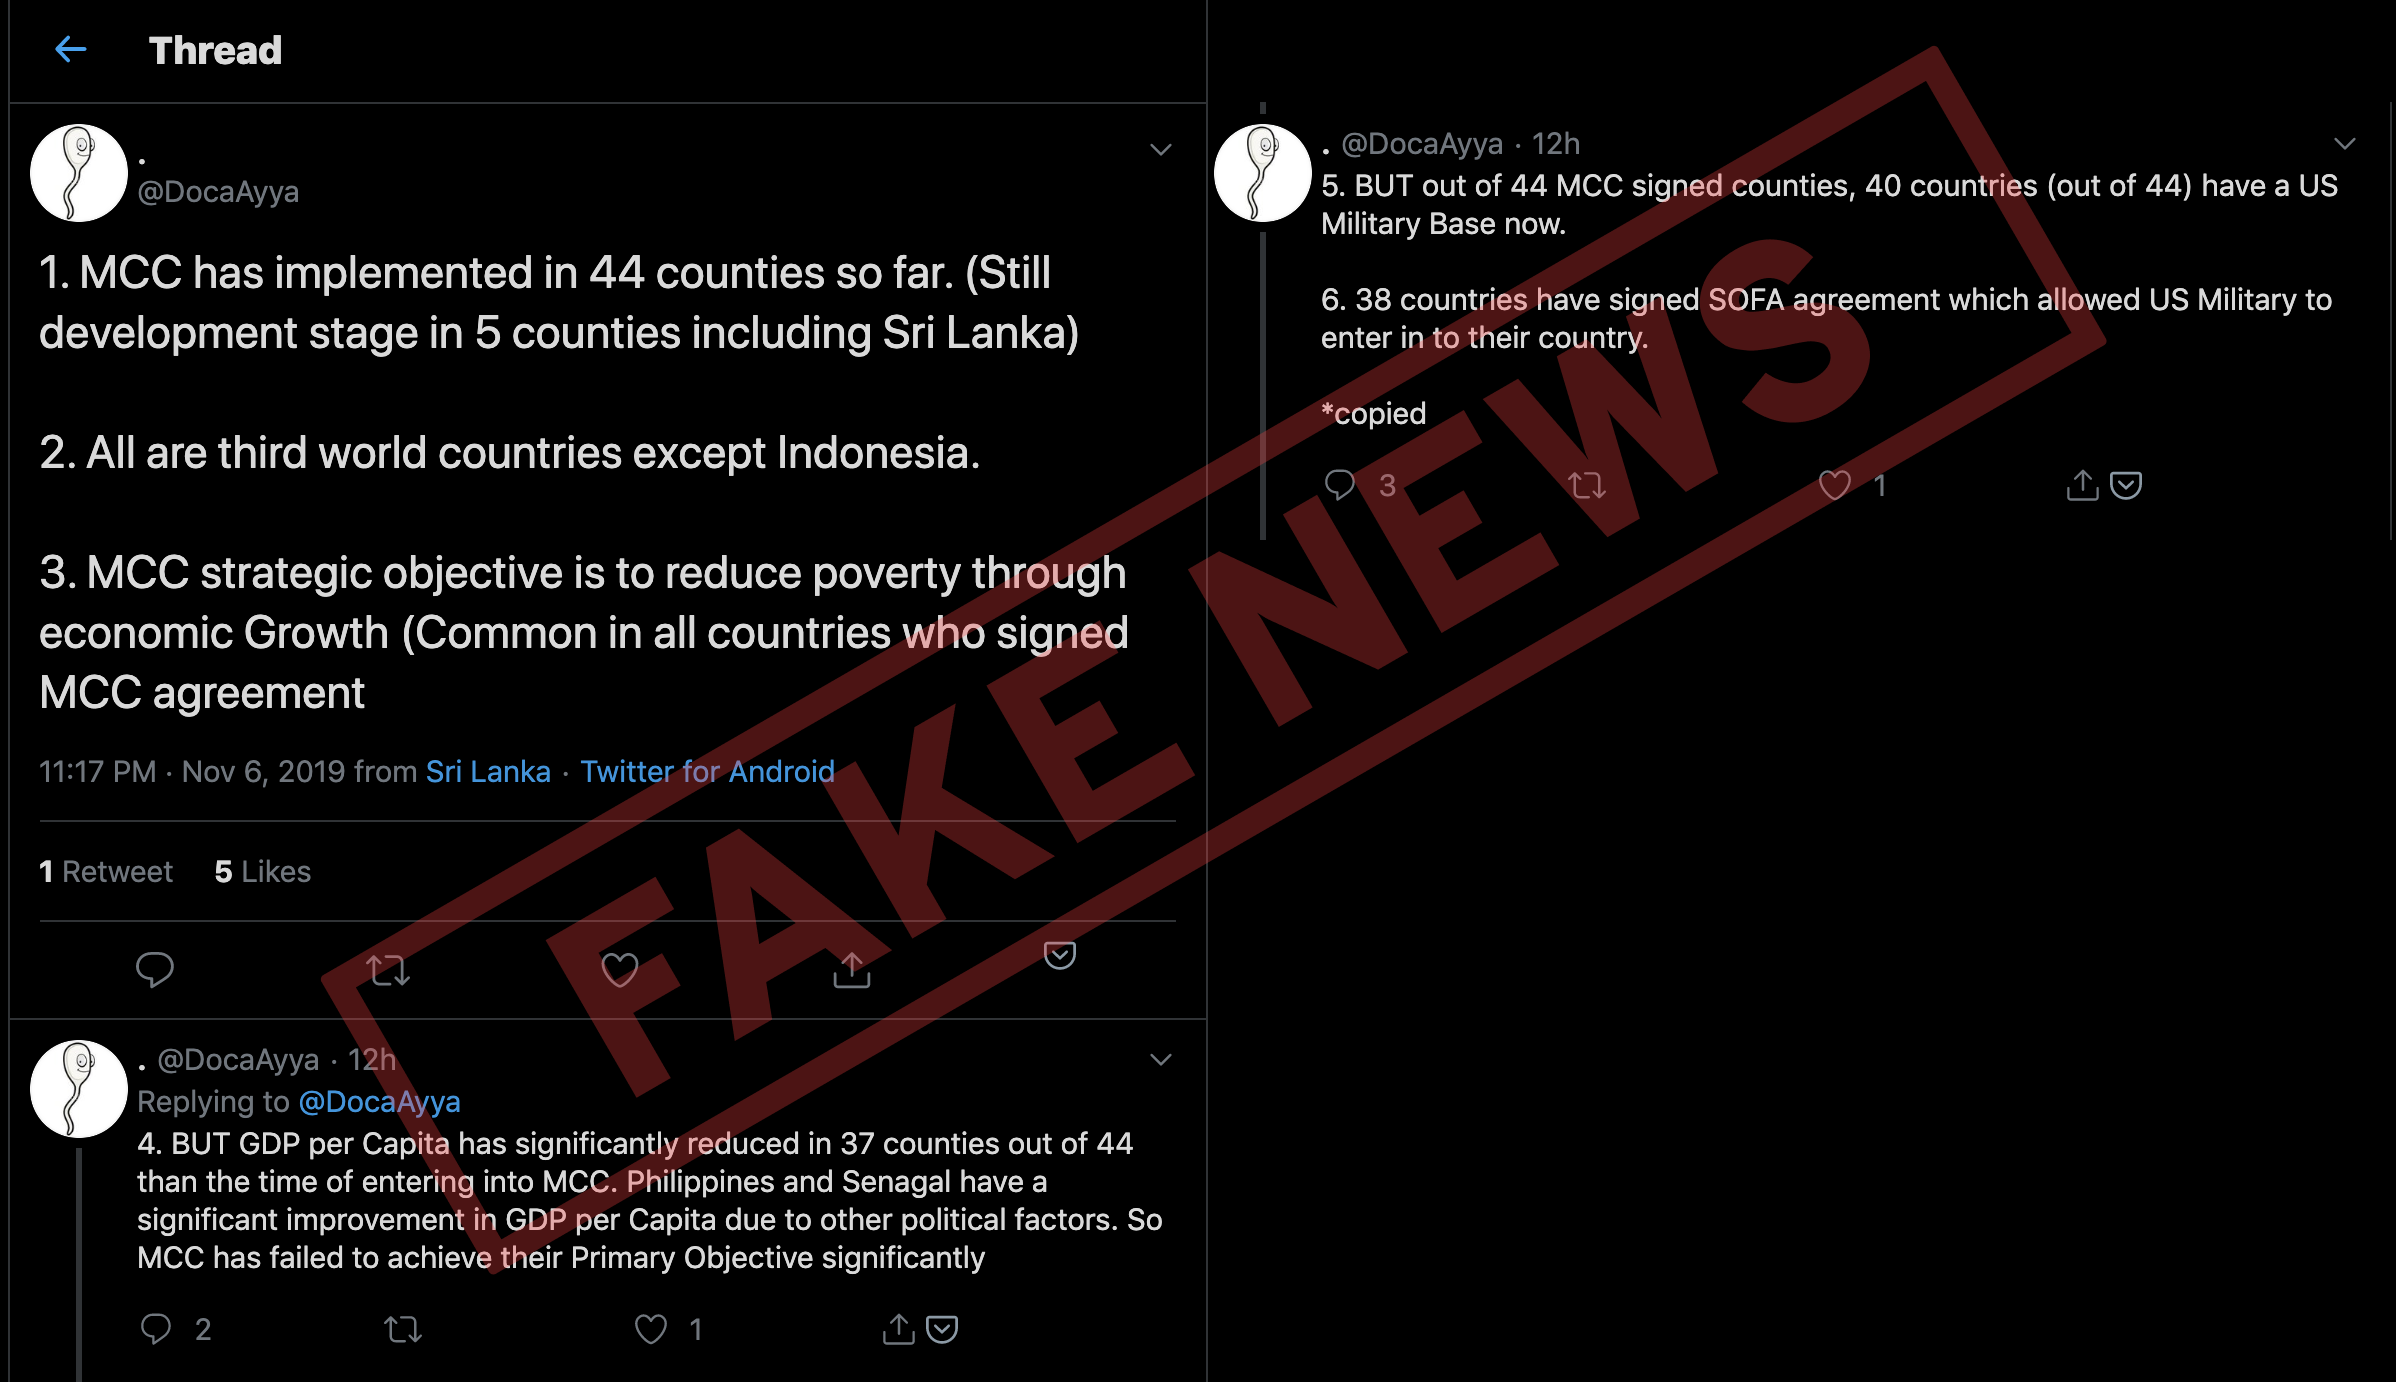 Thread
.
@DocaAyya
1. MCC has implemented in 44 counties so far. (Still
development stage in 5 counties including Sri Lanka)
2. All are third world countries except Indonesia.
3. MCC strategic objective is to reduce poverty through
economic Growth (Common in all countries who signed
MCC agreement
11:17 PM · Nov 6, 2019 from Sri Lanka · Twitter for Android
1 Retweet 5 Likes
. @DocaAyya · 12h
Replying to @DocaAyya
4. BUT GDP per Capita has significantly reduced in 37 counties out of 44
than the time of entering into MCC. Philippines and Senagal have a
significant improvement in GDP per Capita due to other political factors. So
MCC has failed to achieve their Primary Objective significantly
2 1
. @DocaAyya · 12h
5. BUT out of 44 MCC signed counties, 40 countries (out of 44) have a US
Military Base now.
6. 38 countries have signed SOFA agreement which allowed US Military to
enter in to their country.
*copied
3 1
FAKE NEWS